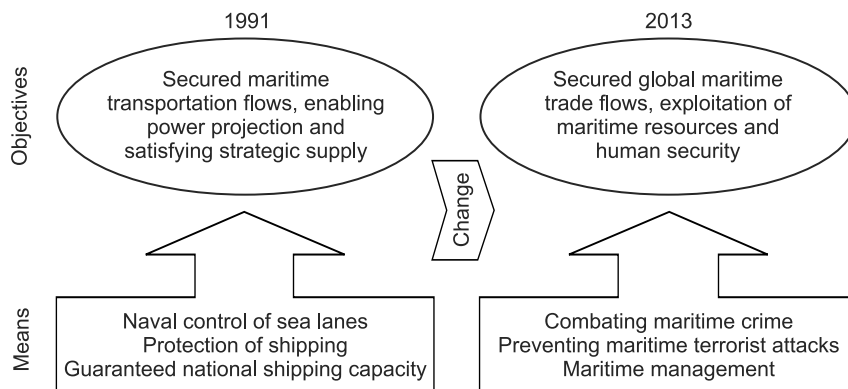 1991
2013
Objectives
Secured maritime
transportation flows, enabling
power projection and
satisfying strategic supply
Secured global maritime
trade flows, exploitation of
maritime resources and
human security
Change
Means
Naval control of sea lanes
Protection of shipping
Guaranteed national shipping capacity
Combating maritime crime
Preventing maritime terrorist attacks
Maritime management